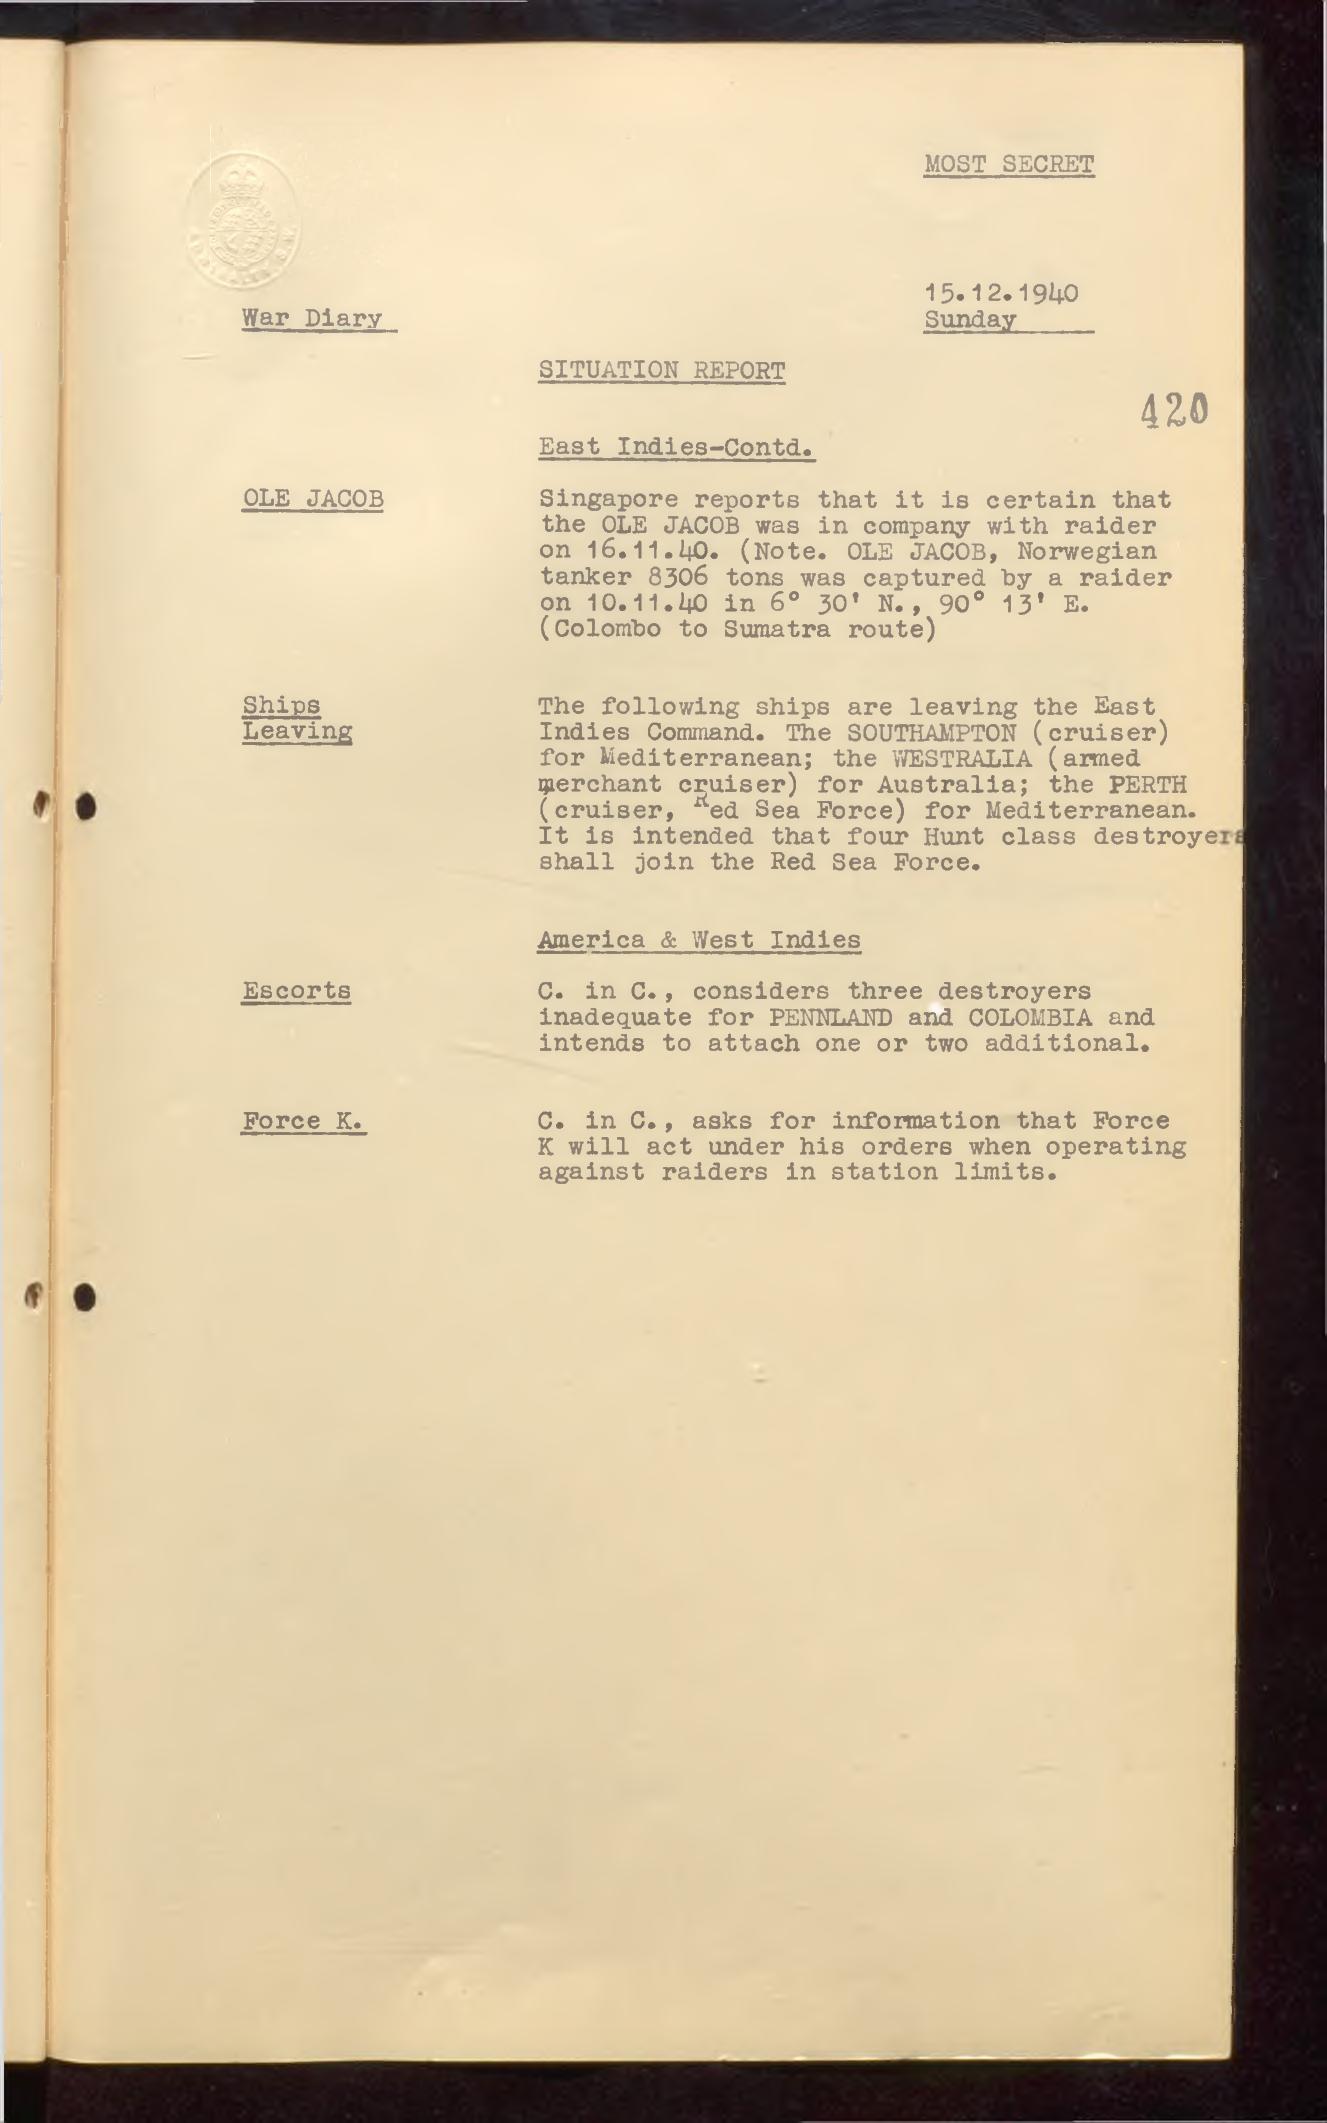 MOST SECRET
15.12.1940
War Diary
Sunday
SITUATION REPORT
420
East Indies-Contd.
OLE JACOB
Singapore reports that it is certain that
the OLE JACOB was in company with raider
on 16.11.40. (Note. OLE JACOB, Norwegian
tanker 8306 tons was captured by a raider
on 10.11.40 in 6° 30' N., 90° 13' E.
(Colombo to Sumatra route)
Ships
Leaving
The following ships are leaving the East
Indies Command. The SOUTHAMPTON (cruiser)
for Mediterranean; the WESTRALIA (armed
merchant cruiser) for Australia; the PERTH
(cruiser, Red Sea Force) for Mediterranean.
It is intended that four Hunt class destroyers
shall join the Red Sea Force.
America & West Indies
Escorts
C. in C., considers three destroyers
inadequate for PENNLAND and COLOMBIA and
intends to attach one or two additional.
Force K.
C. in C., asks for information that Force
K will act under his orders when operating
against raiders in station limits.